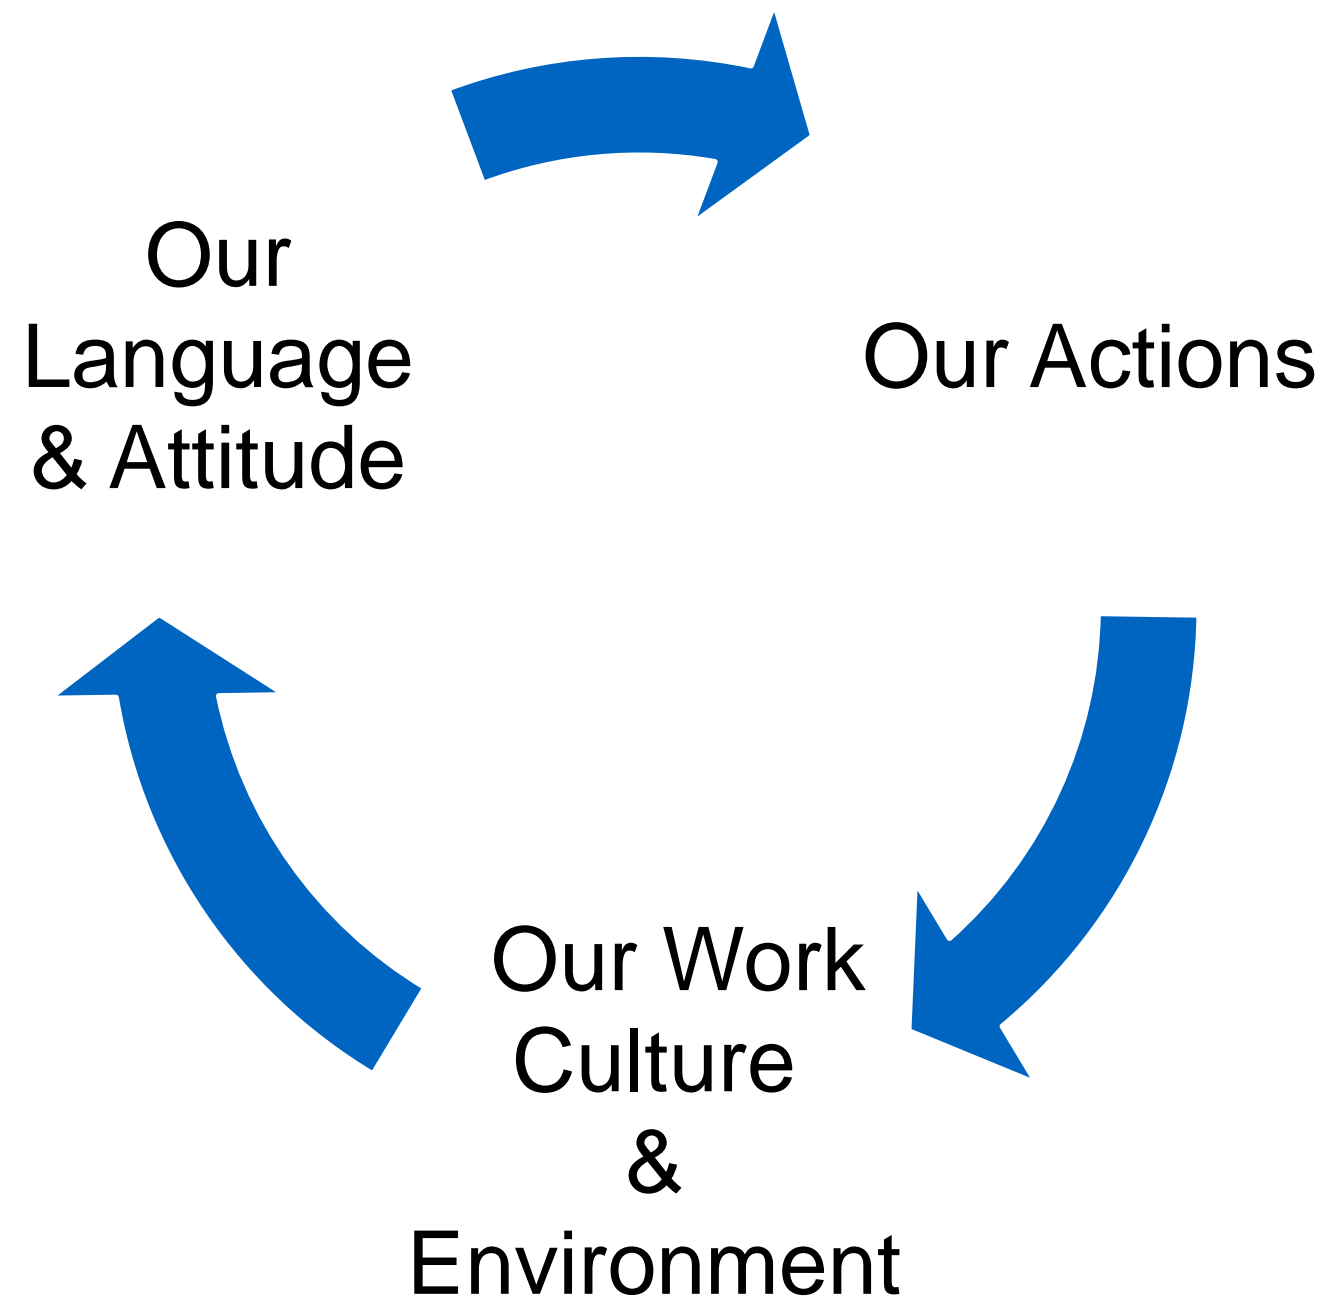 Our
Language
& Attitude
Our Actions
Our Work
Culture
&
Environment